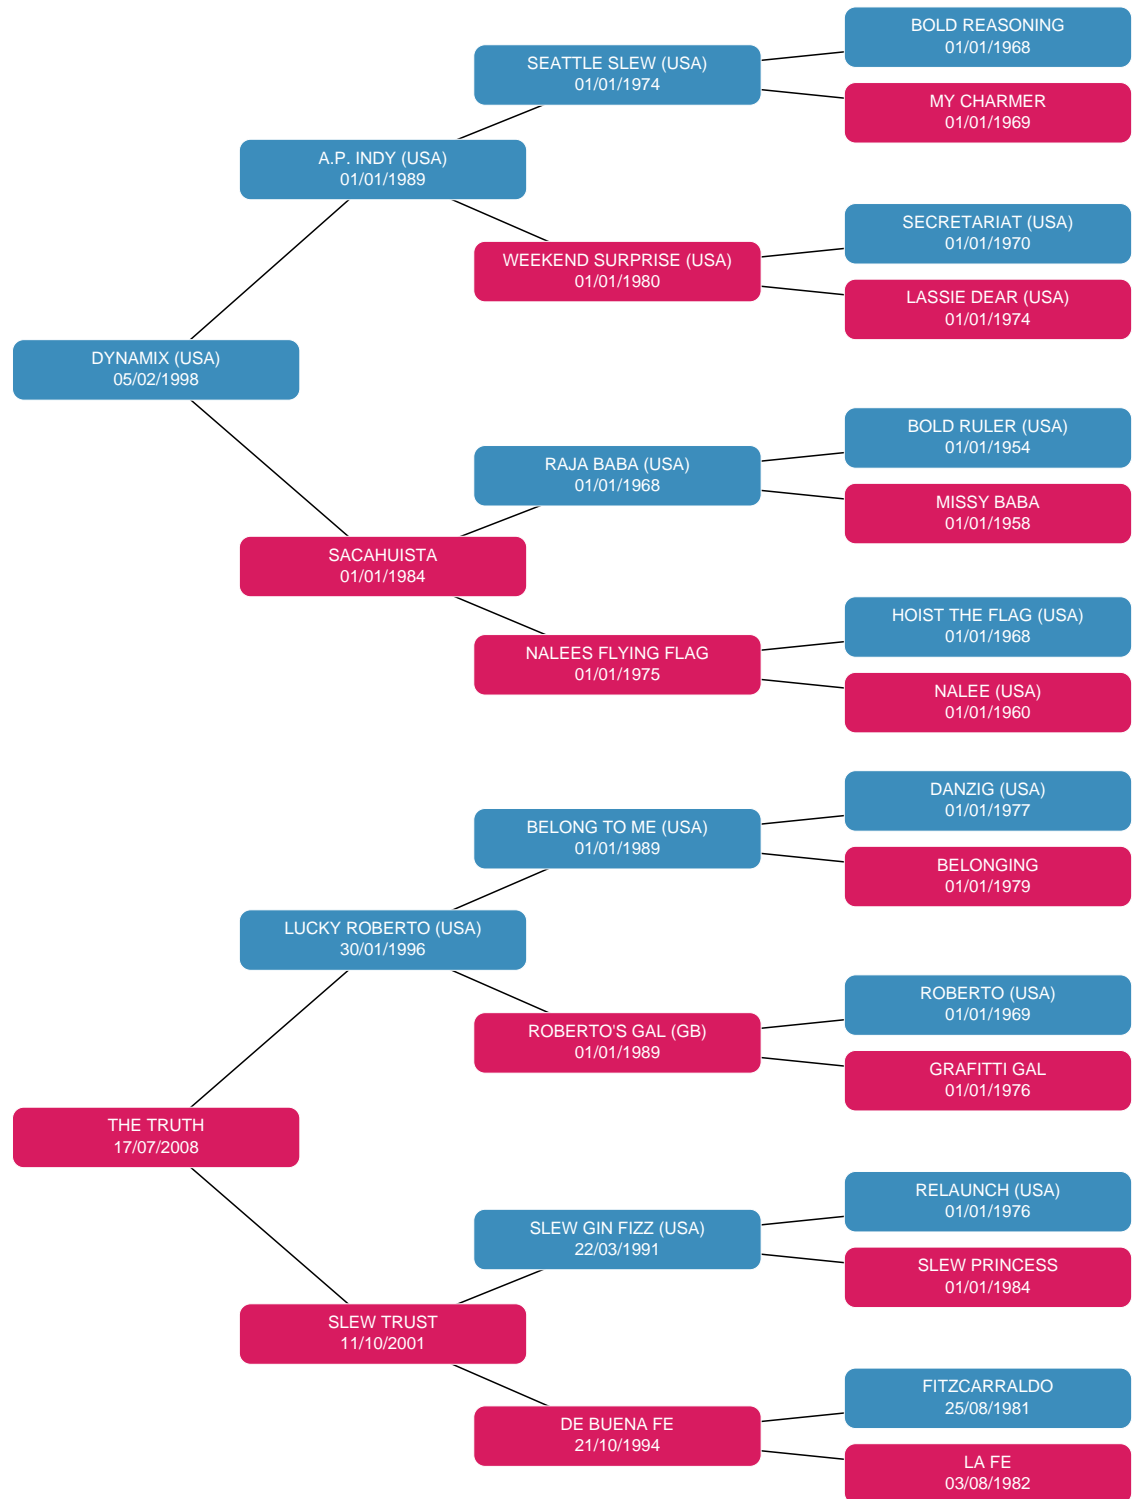 BOLD REASONING
01/01/1968
SEATTLE SLEW (USA)
01/01/1974
MY CHARMER
01/01/1969
A.P. INDY (USA)
01/01/1989
SECRETARIAT (USA)
01/01/1970
WEEKEND SURPRISE (USA)
01/01/1980
LASSIE DEAR (USA)
01/01/1974
DYNAMIX (USA)
05/02/1998
BOLD RULER (USA)
01/01/1954
RAJA BABA (USA)
01/01/1968
MISSY BABA
01/01/1958
SACAHUISTA
01/01/1984
HOIST THE FLAG (USA)
01/01/1968
NALEES FLYING FLAG
01/01/1975
NALEE (USA)
01/01/1960
DANZIG (USA)
01/01/1977
BELONG TO ME (USA)
01/01/1989
BELONGING
01/01/1979
LUCKY ROBERTO (USA)
30/01/1996
ROBERTO (USA)
01/01/1969
ROBERTO'S GAL (GB)
01/01/1989
GRAFITTI GAL
01/01/1976
THE TRUTH
17/07/2008
RELAUNCH (USA)
01/01/1976
SLEW GIN FIZZ (USA)
22/03/1991
SLEW PRINCESS
01/01/1984
SLEW TRUST
11/10/2001
FITZCARRALDO
25/08/1981
DE BUENA FE
21/10/1994
LA FE
03/08/1982